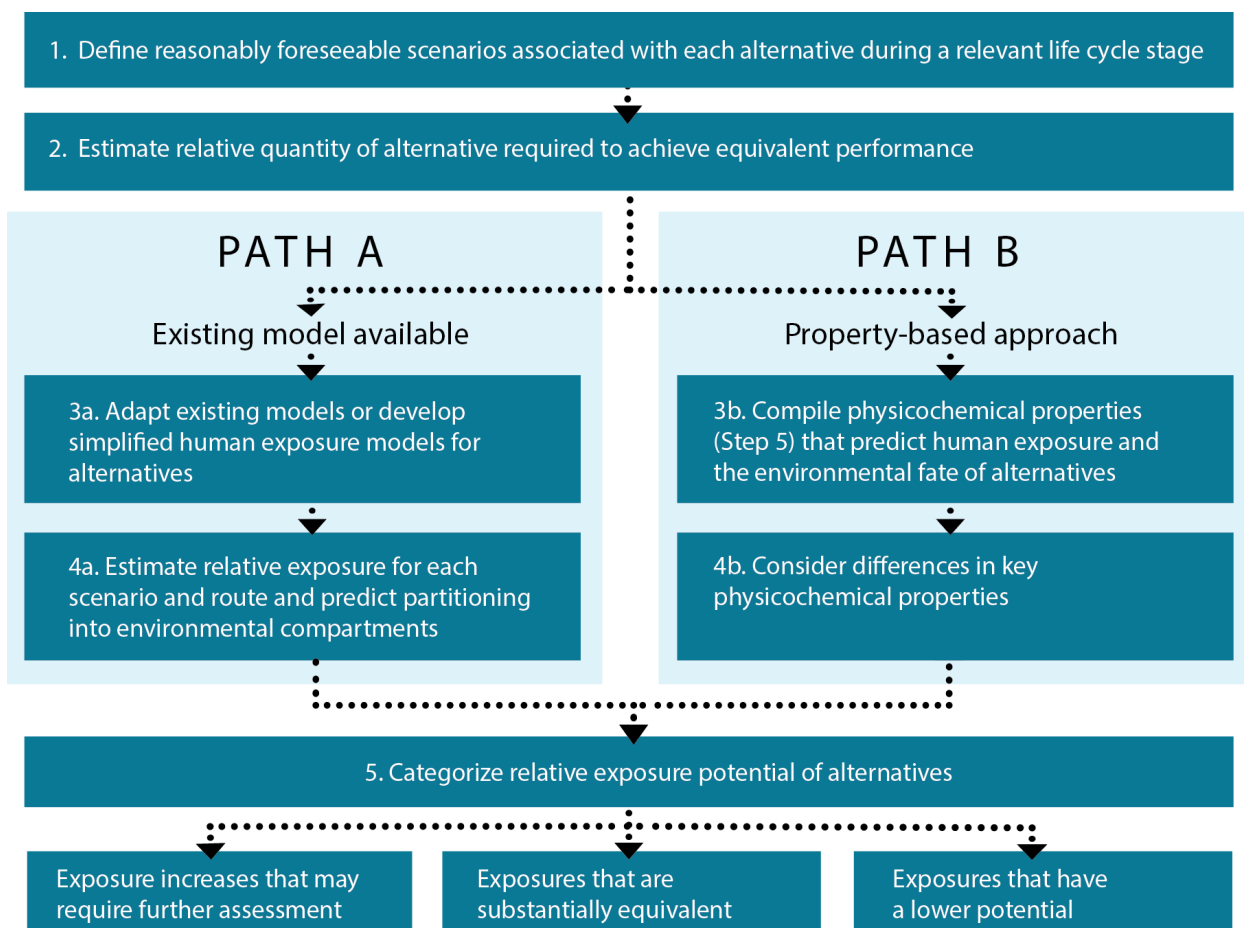 1. Define reasonably foreseeable scenarios associated with each alternative during a relevant life cycle stage
2. Estimate relative quantity of alternative required to achieve equivalent performance
PATH A
Existing model available
3a. Adapt existing models or develop
simplified human exposure models for
alternatives
4a. Estimate relative exposure for each
scenario and route and predict partitioning
into environmental compartments
PATH B
Property-based approach
3b. Compile physicochemical properties
(Step 5) that predict human exposure and
the environmental fate of alternatives
4b. Consider differences in key
physicochemical properties
5. Categorize relative exposure potential of alternatives
Exposure increases that may
require further assessment
Exposures that are
substantially equivalent
Exposures that have
a lower potential